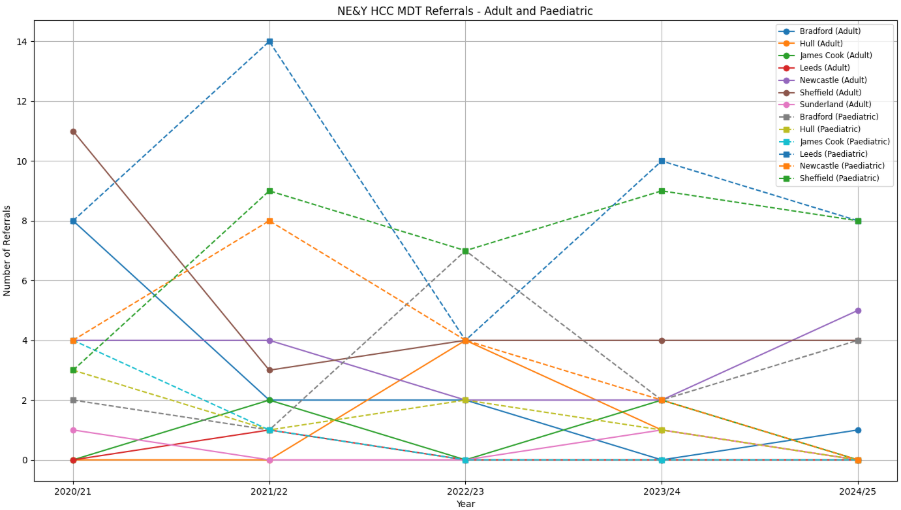 NE&Y HCC MDT Referrals - Adult and Paediatric
Number of Referrals
14
12
10
8
6
4
2
0
Bradford (Adult)
Hull (Adult)
James Cook (Adult)
Leeds (Adult)
Newcastle (Adult)
Sheffield (Adult)
Sunderland (Adult)
Bradford (Paediatric)
Hull (Paediatric)
James Cook (Paediatric)
Leeds (Paediatric)
Newcastle (Paediatric)
Sheffield (Paediatric)
2020/21
2021/22
2022/23
2023/24
2024/25
Year